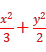 x²/3 + y²/2